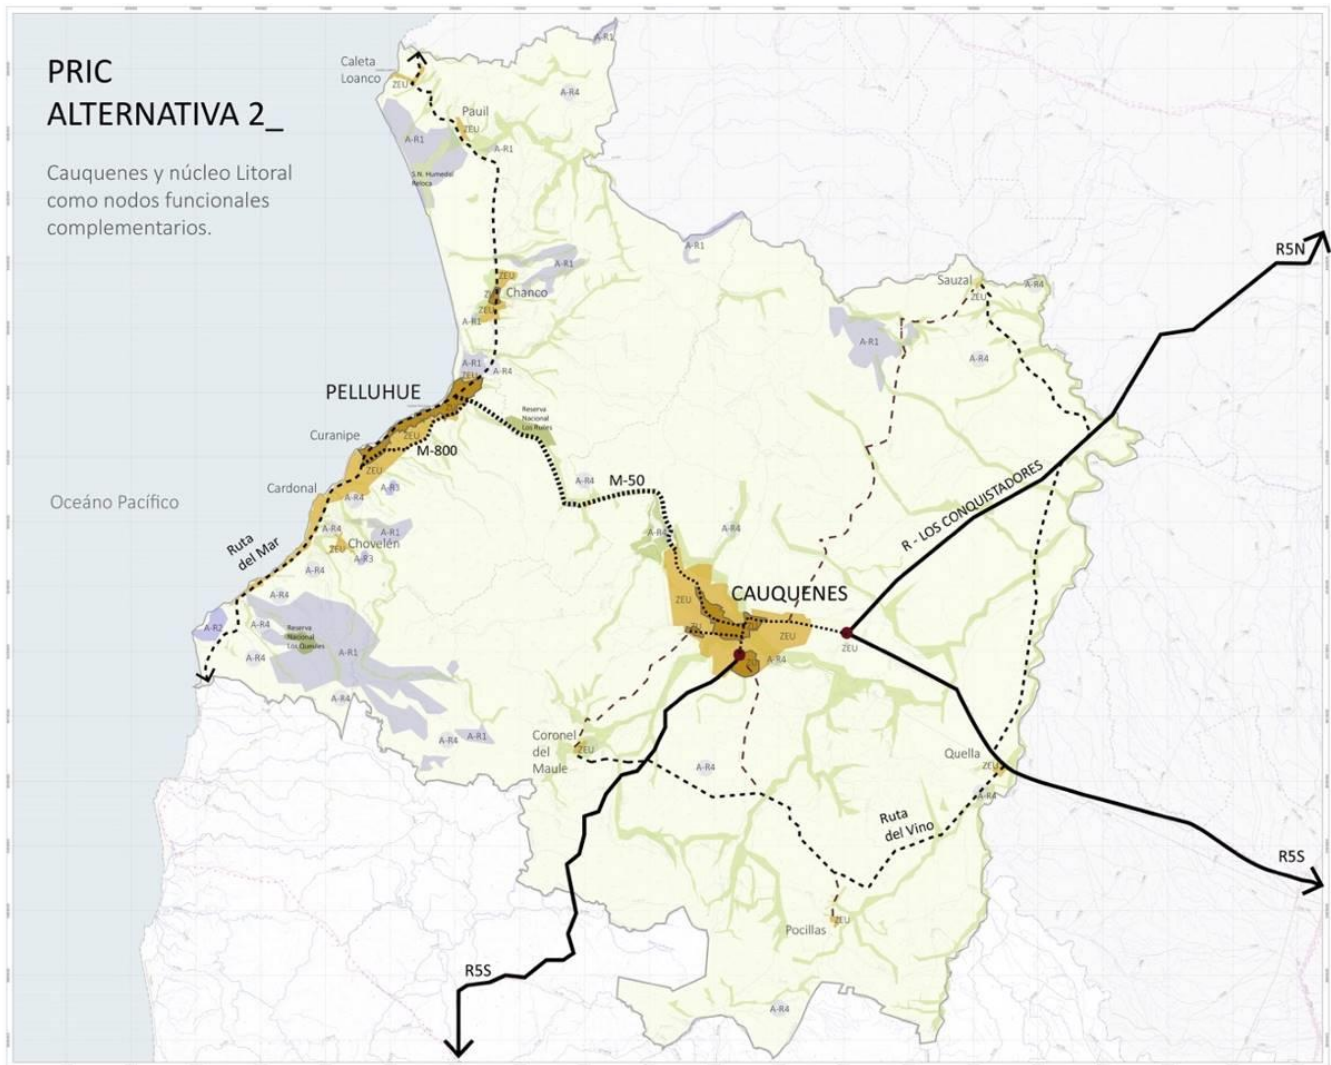 PRIC
ALTERNATIVA 2_
Cauquenes y núcleo Litoral
como nodos funcionales
complementarios.
Caleta
Loanco
ZEU
A-R1
A-R4
Pauil
ZEU
A-R1
A-R1
S.N. Humedal
Reloca
A-R1
A-R1
ZEU
Chanco
ZEU
A-R1
Sauzal
ZEU
A-R4
R5N
A-R1
A-R4
A-R1
ZEU
A-R4
PELLUHUE
Reserva
Nacional
Los Ruiles
Curanipe
ZEU
M-800
ZEU
Cardonal
A-R4
A-R3
A-R4
M-50
R - LOS CONQUISTADORES
Oceáno Pacífico
A-R4
A-R1
A-R4
A-R4
Ruta
del Mar
ZEU
Chovelén
A-R3
A-R4
A-R4
CAUQUENES
ZEU
ZEU
ZEU
A-R4
A-R2
A-R4
Reserva
Nacional
Los Queules
A-R1
A-R4
A-R4
A-R4
A-R1
Coronel
del
Maule
ZEU
A-R4
Quella
ZEU
A-R4
Ruta
del Vino
R5S
Pocillas
ZEU
R5S
A-R4